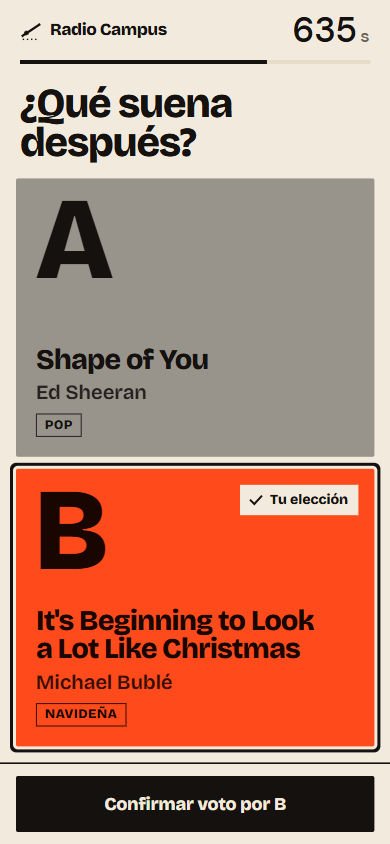 Radio Campus
635 s
¿Qué suena
después?
A
Shape of You
Ed Sheeran
POP
B
Tu elección
It's Beginning to Look
a Lot Like Christmas
Michael Bublé
NAVIDEÑA
Confirmar voto por B